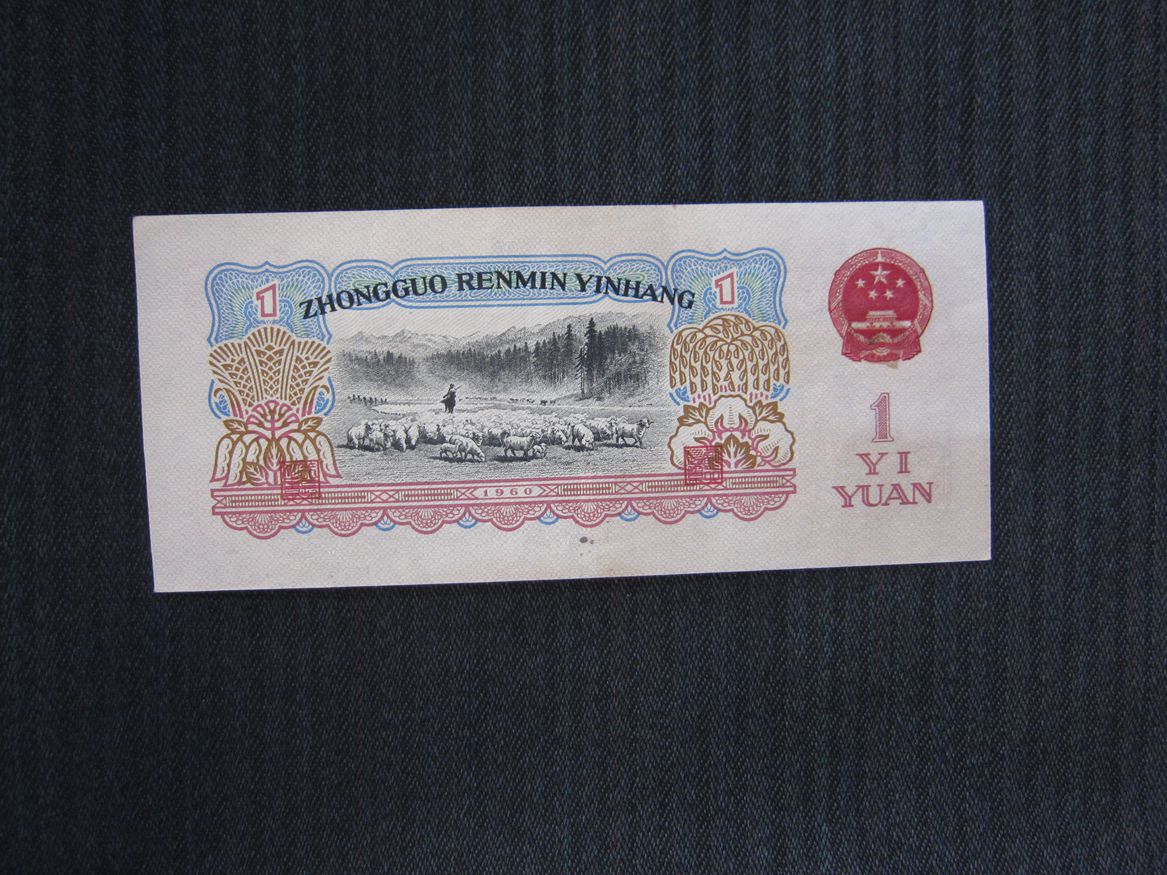 1
ZHONGGUO RENMIN YINHANG
1
1960
1
YI
YUAN